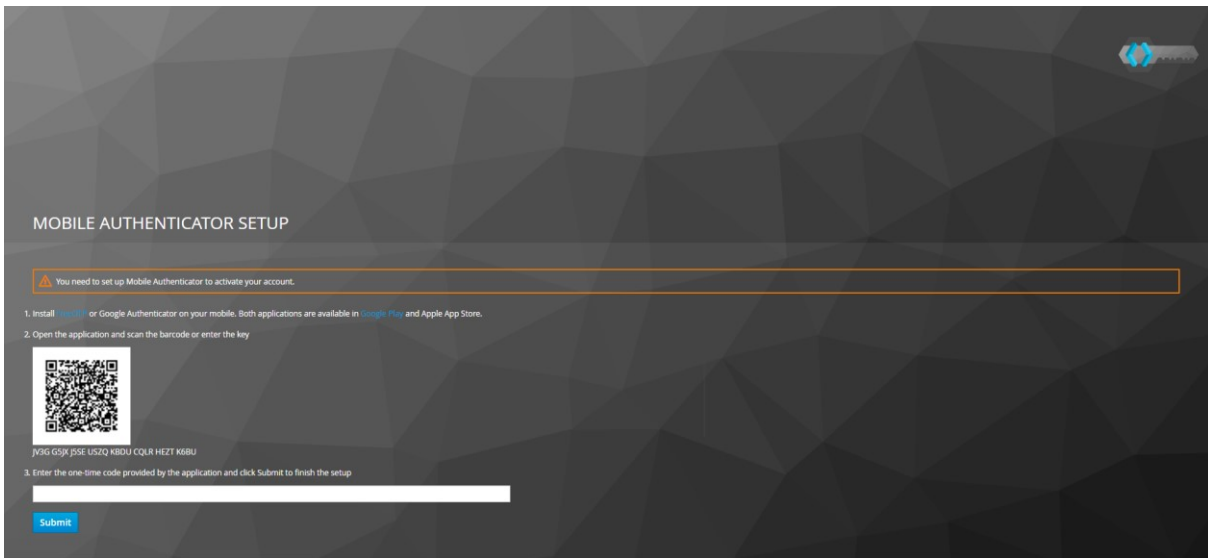 MOBILE AUTHENTICATOR SETUP
You need to set up Mobile Authenticator to activate your account.
1. Install or Google Authenticator on your mobile. Both applications are available in Google Play and Apple App Store.
2. Open the application and scan the barcode or enter the key
JV3G G5JX J5SE USZQ KBDU CQLR HEZT K6BU
3. Enter the one-time code provided by the application and click Submit to finish the setup
Submit